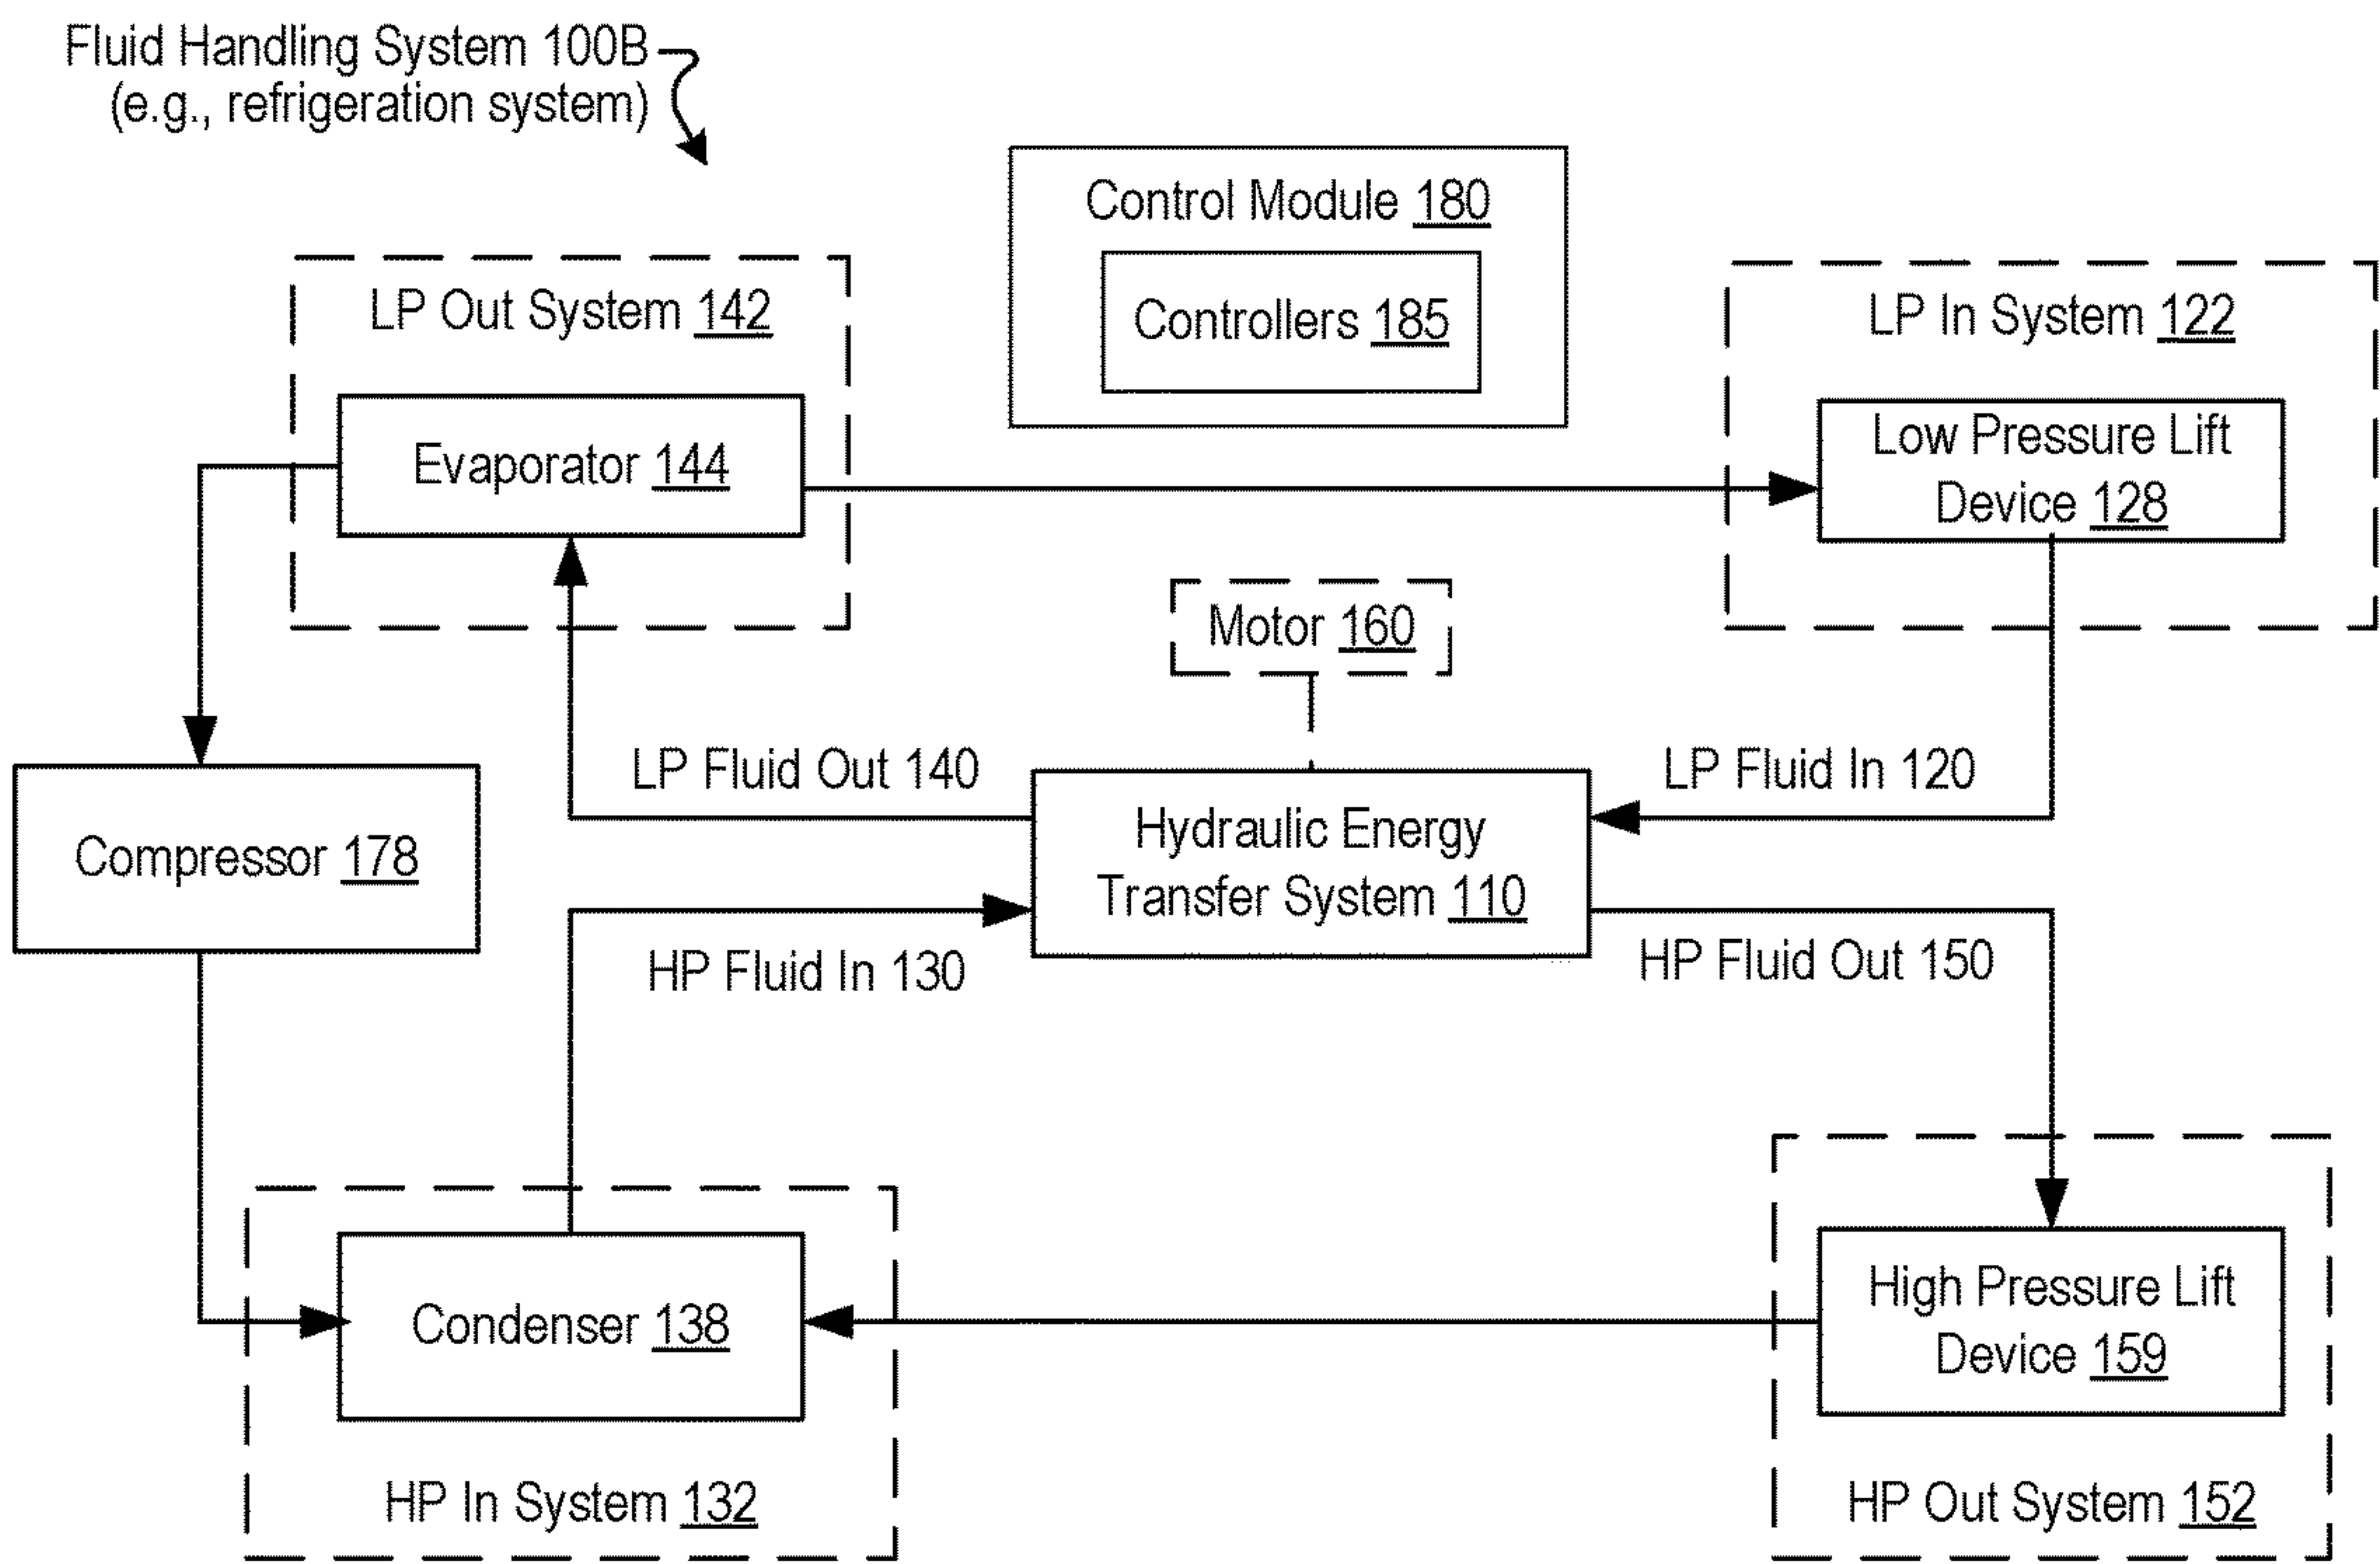 Fluid Handling System 100B
(e.g., refrigeration system)
Control Module 180
Controllers 185
LP Out System 142
Evaporator 144
LP In System 122
Low Pressure Lift
Device 128
Motor 160
LP Fluid Out 140
LP Fluid In 120
Compressor 178
Hydraulic Energy
Transfer System 110
HP Fluid In 130
HP Fluid Out 150
Condenser 138
HP In System 132
High Pressure Lift
Device 159
HP Out System 152